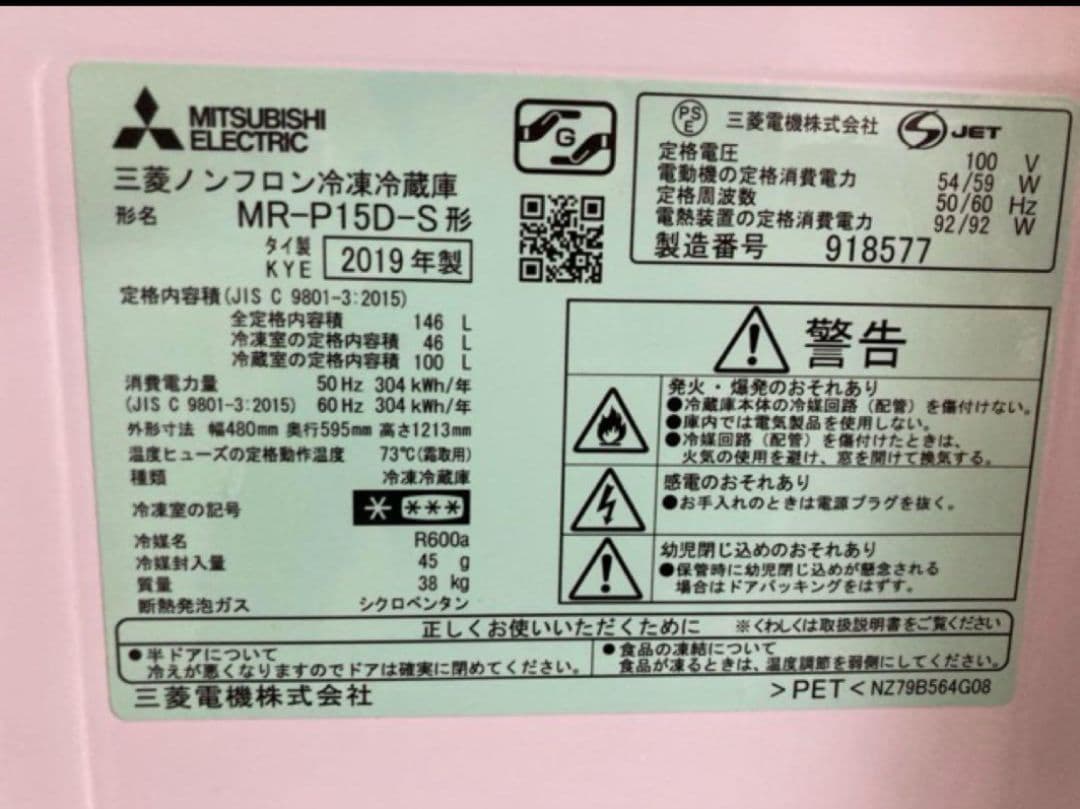 MITSUBISHI
ELECTRIC
三菱ノンフロン冷凍冷蔵庫
形名 MR-P15D-S形
タイ製
KYE 2019年製
定格内容積(JIS C 9801-3:2015)
全定格内容積 146 L
冷凍室の定格内容積 46 L
冷蔵室の定格内容積 100 L
消費電力量 50Hz 304kWh/年
(JIS C 9801-3:2015) 60Hz 304kWh/年
外形寸法 幅480mm 奥行595mm 高さ1213mm
温度ヒューズの定格動作温度 73℃(霜取用)
種類 冷凍冷蔵庫
冷凍室の記号 * ***
冷媒名 R600a
冷媒封入量 45 g
質量 38 kg
断熱発泡ガス シクロペンタン
G
PS
E
三菱電機株式会社
S JET
定格電圧 100 V
電動機の定格消費電力 54/59 W
定格周波数 50/60 Hz
電熱装置の定格消費電力 92/92 W
製造番号 918577
警告
発火・爆発のおそれあり
●冷蔵庫本体の冷媒回路(配管)を傷付けない。
●庫内では電気製品を使用しない。
●冷媒回路(配管)を傷付けたときは、
火気の使用を避け、窓を開けて換気する。
感電のおそれあり
●お手入れのときは電源プラグを抜く。
幼児閉じ込めのおそれあり
●保管時に幼児閉じ込めが懸念される
場合はドアパッキングをはずす。
正しくお使いいただくために ※くわしくは取扱説明書をご覧ください
●半ドアについて
冷えが悪くなりますのでドアは確実に閉めてください。
●食品の凍結について
食品が凍るときは、温度調節を弱側にしてください。
三菱電機株式会社
>PET< NZ79B564G08